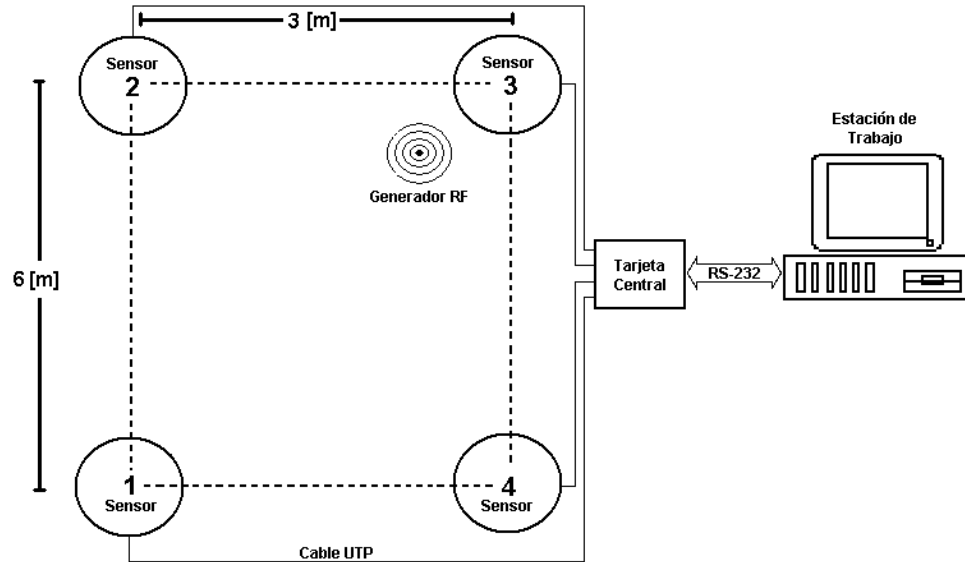 3 [m]
Sensor
2
Sensor
3
Generador RF
Estación de
Trabajo
6 [m]
Tarjeta
Central
RS-232
1
Sensor
4
Sensor
Cable UTP